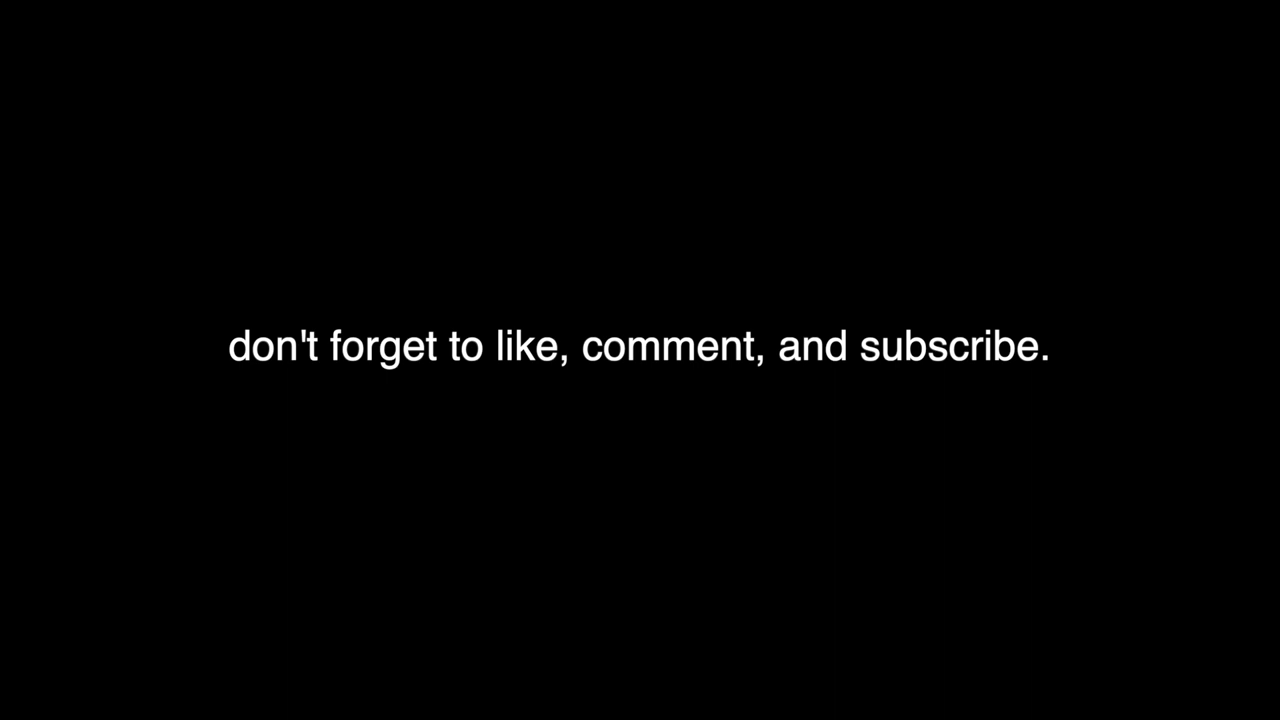 don't forget to like, comment, and subscribe.